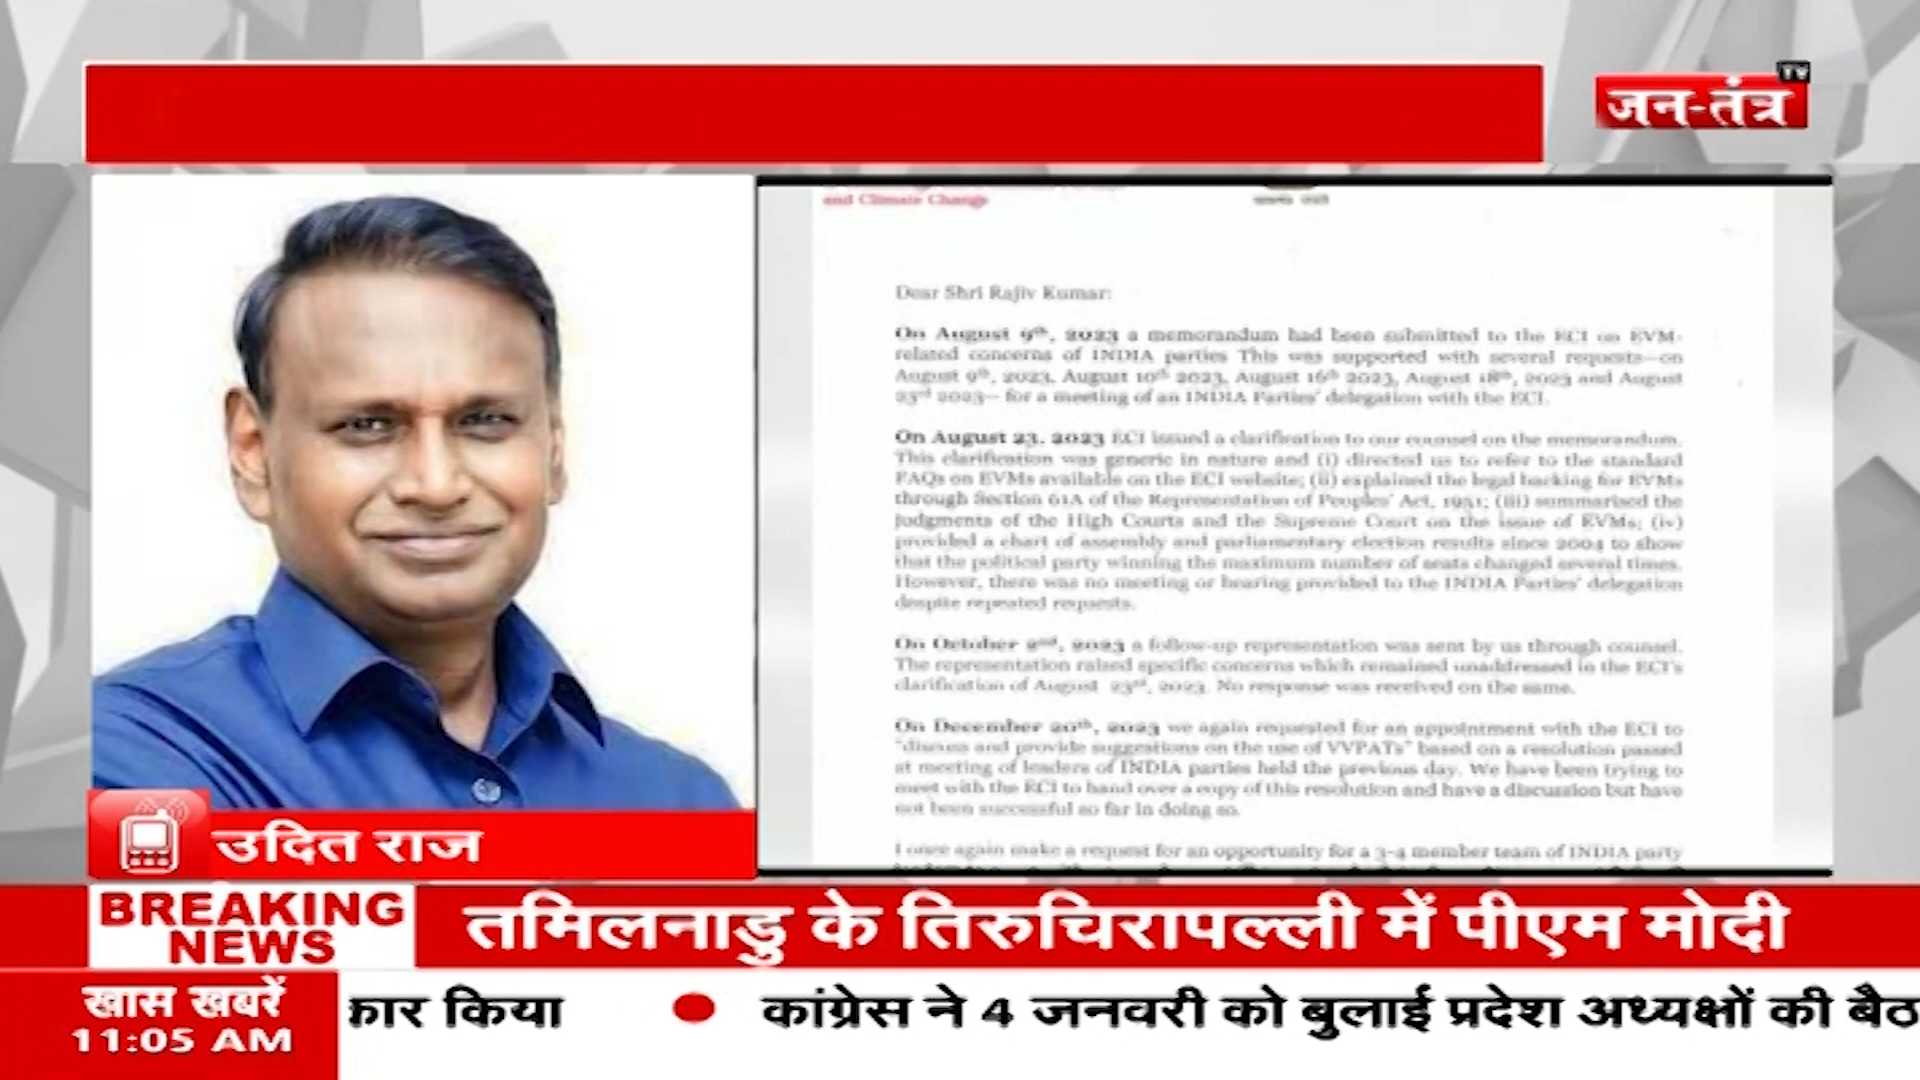 TV
जन-तंत्र
and Climate Change
Dear Shri Rajiv Kumar:
On August 9th, 2023 a memorandum had been submitted to the ECI on EVM-
related concerns of INDIA parties This was supported with several requests—on
August 9th, 2023, August 10th 2023, August 16th 2023, August 18th, 2023 and August
23rd 2023— for a meeting of an INDIA Parties' delegation with the ECI.
On August 23, 2023 ECI issued a clarification to our counsel on the memorandum.
This clarification was generic in nature and (i) directed us to refer to the standard
FAQs on EVMs available on the ECI website; (ii) explained the legal backing for EVMs
through Section 61A of the Representation of Peoples' Act, 1951; (iii) summarised the
judgments of the High Courts and the Supreme Court on the issue of EVMs; (iv)
provided a chart of assembly and parliamentary election results since 2004 to show
that the political party winning the maximum number of seats changed several times.
However, there was no meeting or hearing provided to the INDIA Parties' delegation
despite repeated requests.
On October 2nd, 2023 a follow-up representation was sent by us through counsel.
The representation raised specific concerns which remained unaddressed in the ECI's
clarification of August 23rd, 2023. No response was received on the same.
On December 20th, 2023 we again requested for an appointment with the ECI to
"discuss and provide suggestions on the use of VVPATs" based on a resolution passed
at meeting of leaders of INDIA parties held the previous day. We have been trying to
meet with the ECI to hand over a copy of this resolution and have a discussion but have
not been successful so far in doing so.
I once again make a request for an opportunity for a 3-4 member team of INDIA party
उदित राज
BREAKING
NEWS
तमिलनाडु के तिरुचिरापल्ली में पीएम मोदी
खास खबरें
11:05 AM
कार किया
कांग्रेस ने 4 जनवरी को बुलाई प्रदेश अध्यक्षों की बैठ